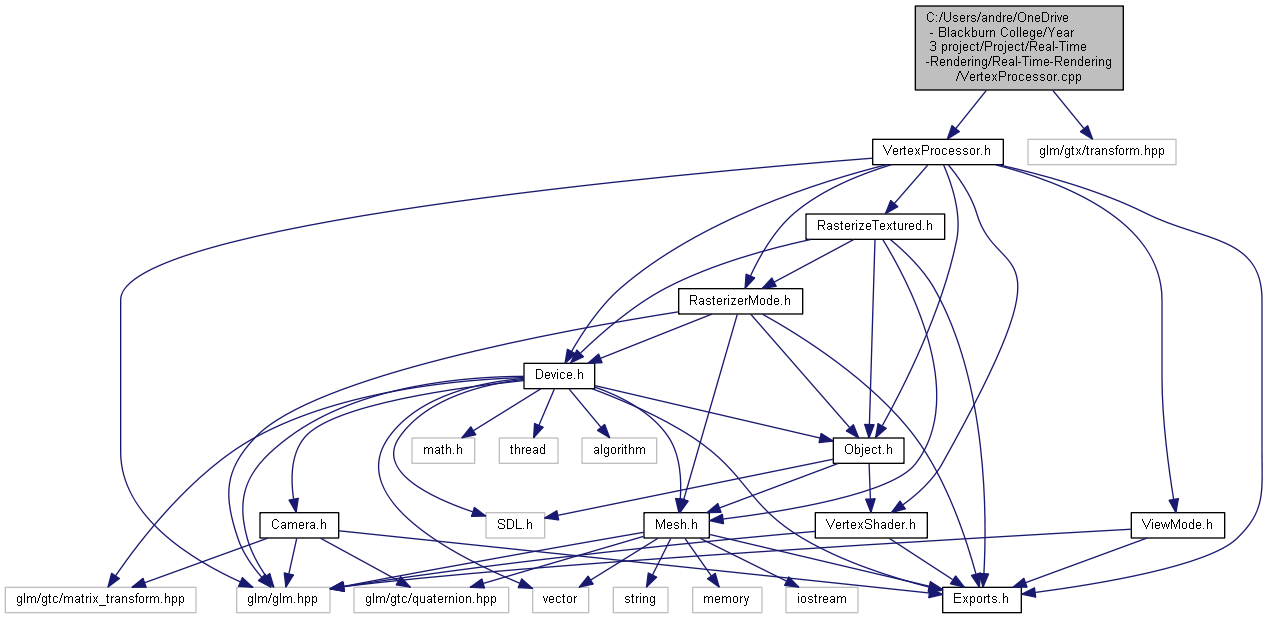 C:/Users/andre/OneDrive
- Blackburn College/Year
3 project/Project/Real-Time
-Rendering/Real-Time-Rendering
/VertexProcessor.cpp
VertexProcessor.h
glm/gtx/transform.hpp
RasterizeTextured.h
RasterizerMode.h
Device.h
math.h
thread
algorithm
Object.h
Camera.h
SDL.h
Mesh.h
VertexShader.h
ViewMode.h
glm/gtc/matrix_transform.hpp
glm/glm.hpp
glm/gtc/quaternion.hpp
vector
string
memory
iostream
Exports.h